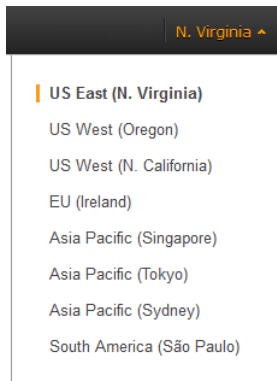 N. Virginia
US East (N. Virginia)
US West (Oregon)
US West (N. California)
EU (Ireland)
Asia Pacific (Singapore)
Asia Pacific (Tokyo)
Asia Pacific (Sydney)
South America (São Paulo)